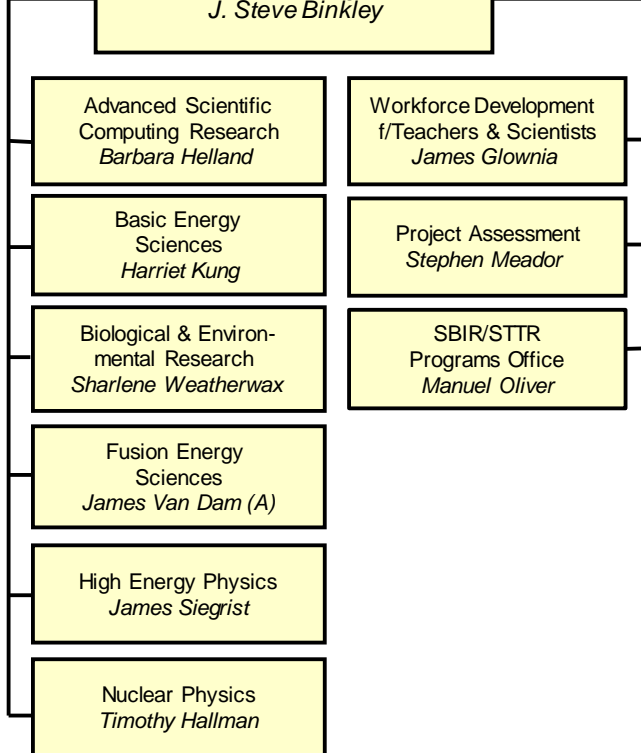 J. Steve Binkley
Advanced Scientific
Computing Research
Barbara Helland
Basic Energy
Sciences
Harriet Kung
Biological & Environ-
mental Research
Sharlene Weatherwax
Fusion Energy
Sciences
James Van Dam (A)
High Energy Physics
James Siegrist
Nuclear Physics
Timothy Hallman
Workforce Development
f/Teachers & Scientists
James Glownia
Project Assessment
Stephen Meador
SBIR/STTR
Programs Office
Manuel Oliver